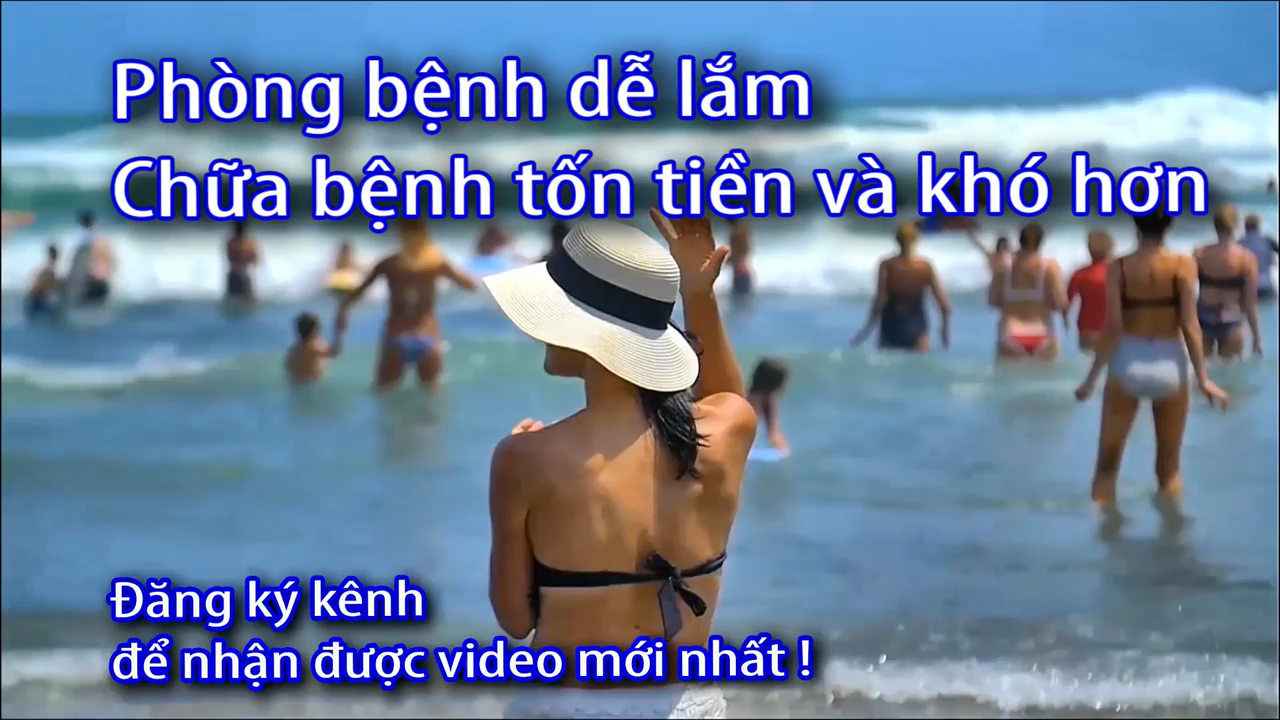 Phòng bệnh dễ lắm
Chữa bệnh tốn tiền và khó hơn
Đăng ký kênh
để nhận được video mới nhất !